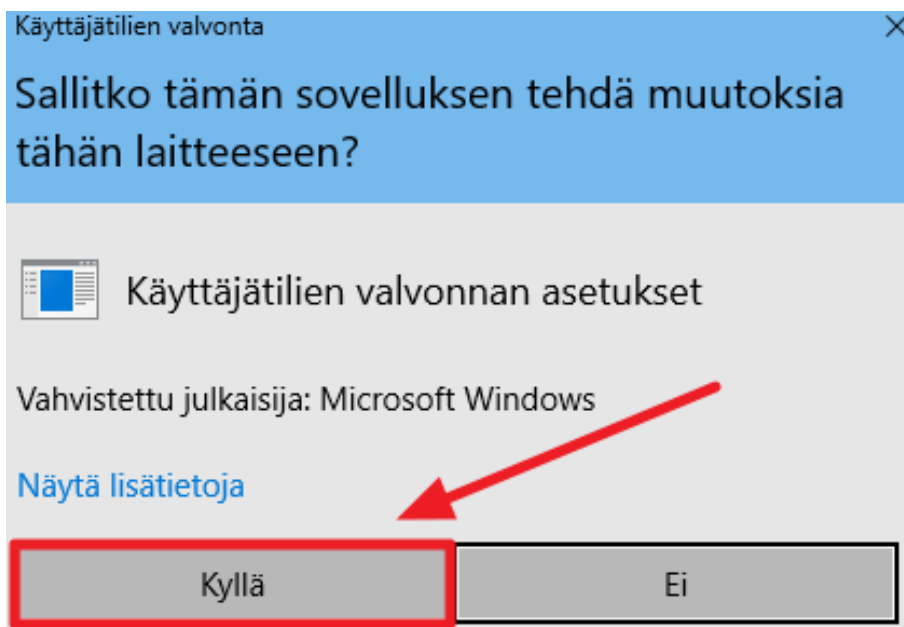 Käyttäjätilien valvonta
Sallitko tämän sovelluksen tehdä muutoksia
tähän laitteeseen?
Käyttäjätilien valvonnan asetukset
Vahvistettu julkaisija: Microsoft Windows
Näytä lisätietoja
Kyllä
Ei